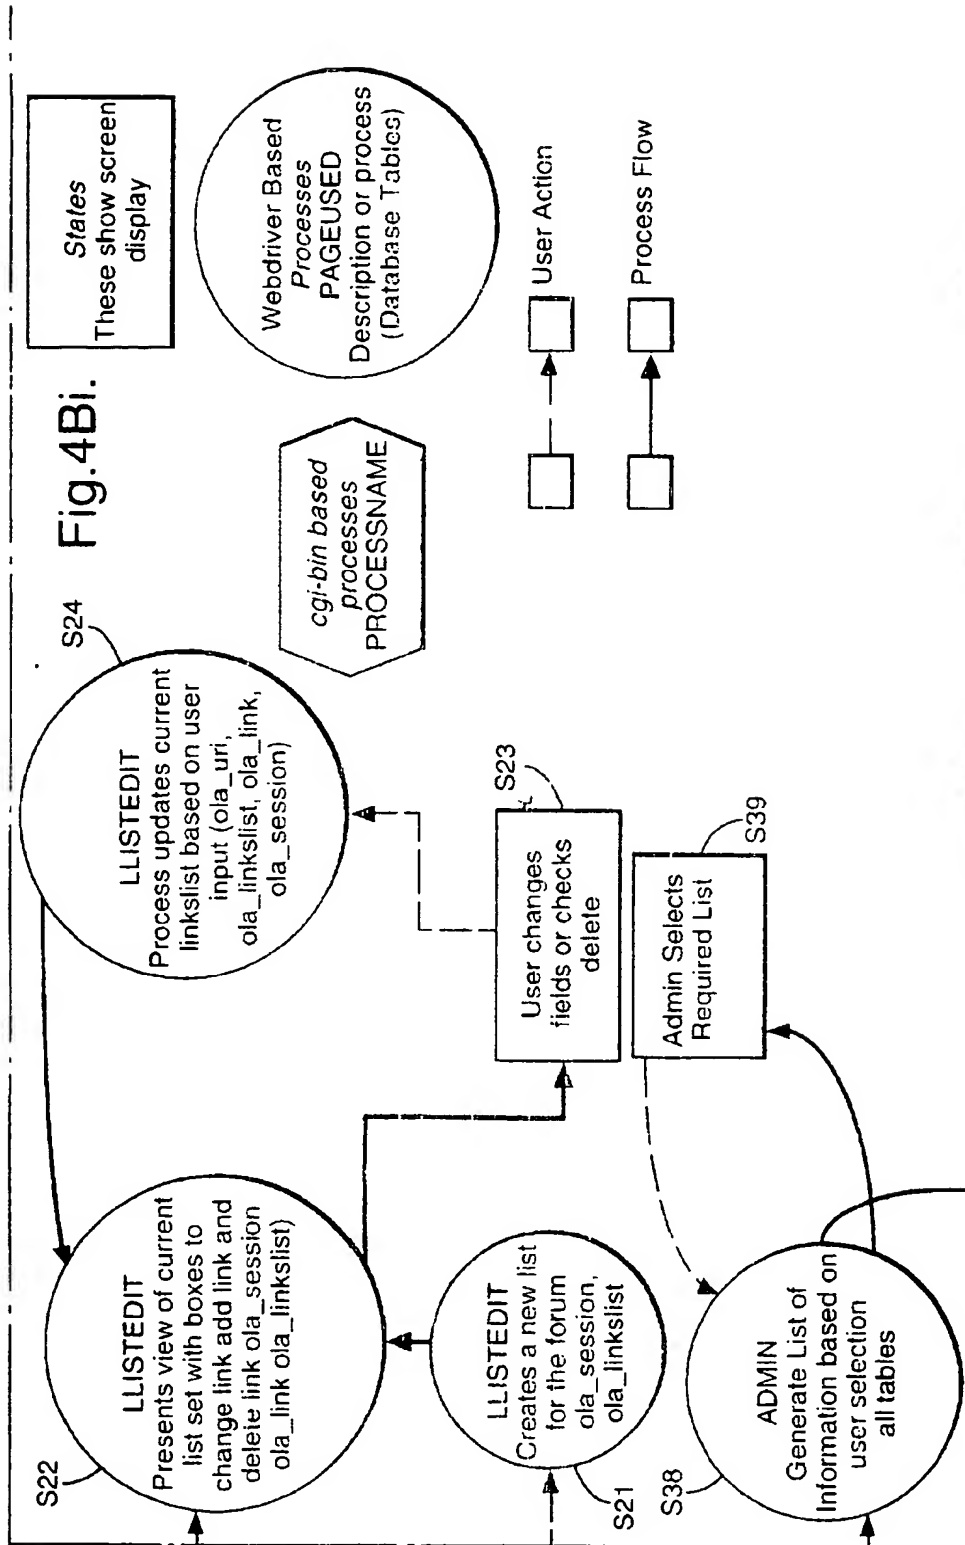 Fig.4Bi.
States
These show screen
display
Webdriver Based
Processes
PAGEUSED
Description or process
(Database Tables)
cgi-bin based
processes
PROCESSNAME
User Action
Process Flow
S22
LLISTEDIT
Presents view of current
list set with boxes to
change link add link and
delete link ola_session
ola_link ola_linkslist)
S24
LLISTEDIT
Process updates current
linkslist based on user
input (ola_uri,
ola_linkslist, ola_link,
ola_session)
S21
LLISTEDIT
Creates a new list
for the forum
ola_session,
ola_linkslist
S23
User changes
fields or checks
delete
S38
ADMIN
Generate List of
Information based on
user selection
all tables
S39
Admin Selects
Required List